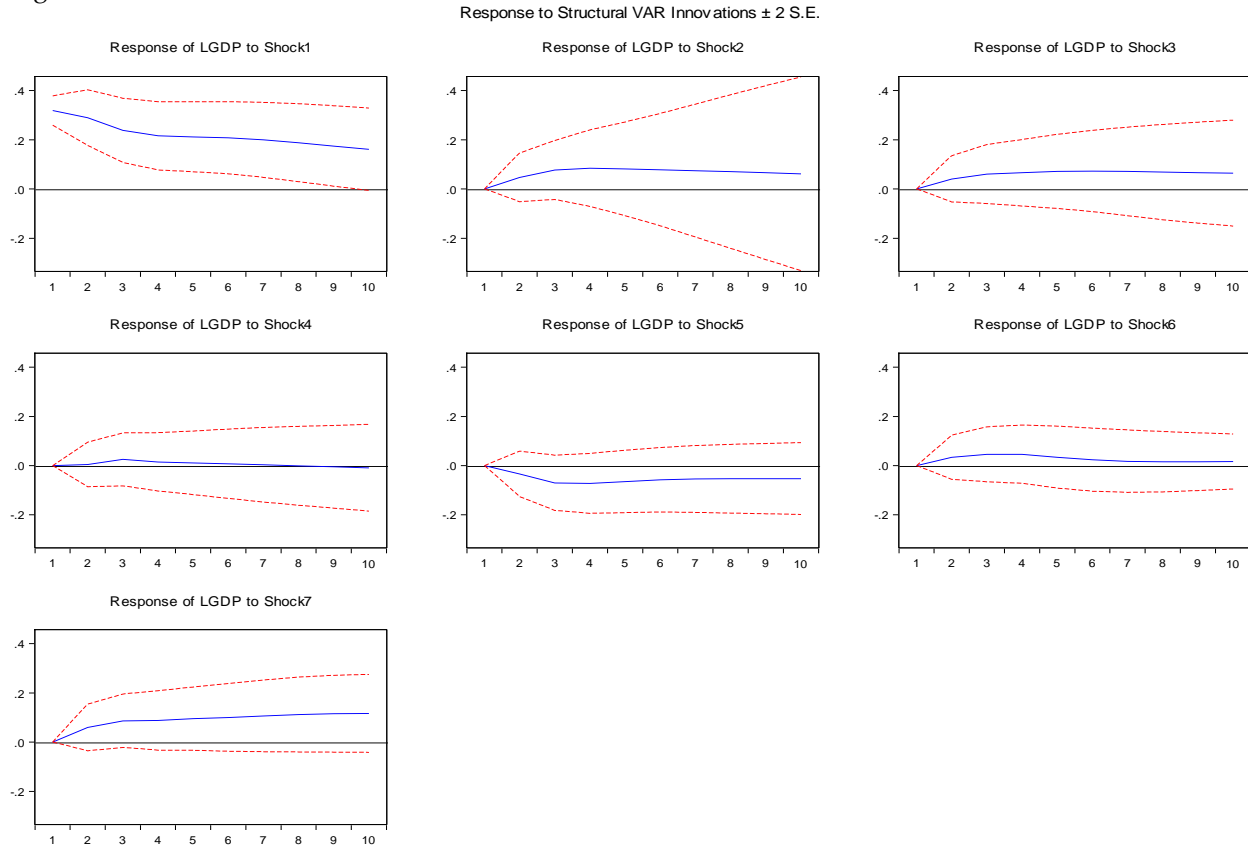 Response to Structural VAR Innovations ± 2 S.E.
Response of LGDP to Shock1
.4
.2
.0
-.2
1 2 3 4 5 6 7 8 9 10
Response of LGDP to Shock2
.4
.2
.0
-.2
1 2 3 4 5 6 7 8 9 10
Response of LGDP to Shock3
.4
.2
.0
-.2
1 2 3 4 5 6 7 8 9 10
Response of LGDP to Shock4
.4
.2
.0
-.2
1 2 3 4 5 6 7 8 9 10
Response of LGDP to Shock5
.4
.2
.0
-.2
1 2 3 4 5 6 7 8 9 10
Response of LGDP to Shock6
.4
.2
.0
-.2
1 2 3 4 5 6 7 8 9 10
Response of LGDP to Shock7
.4
.2
.0
-.2
1 2 3 4 5 6 7 8 9 10